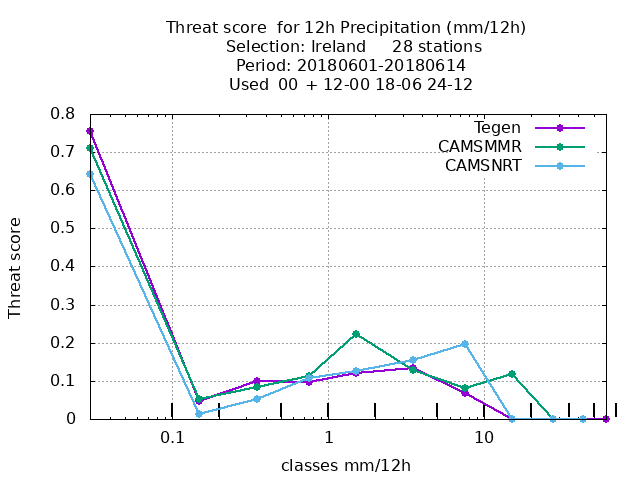 Threat score  for 12h Precipitation (mm/12h)
Selection: Ireland     28 stations
Period: 20180601-20180614
Used  00 + 12-00 18-06 24-12
Tegen
CAMSMMR
CAMSNRT
Threat score
0.8
0.7
0.6
0.5
0.4
0.3
0.2
0.1
0
0.1 1 10
classes mm/12h